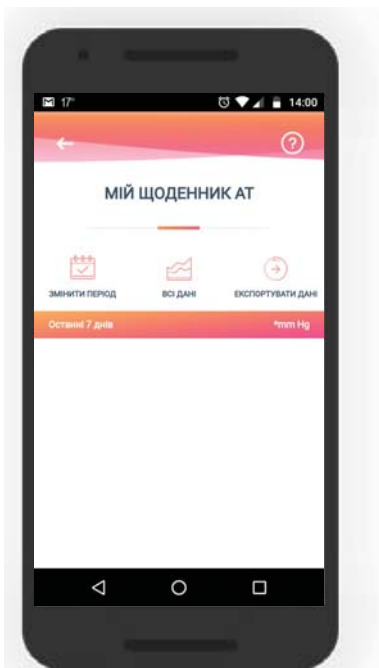 17°
14:00
?
МІЙ ЩОДЕННИК АТ
ЗМІНИТИ ПЕРІОД
ВСІ ДАНІ
ЕКСПОРТУВАТИ ДАНІ
Останні 7 днів
*mm Hg